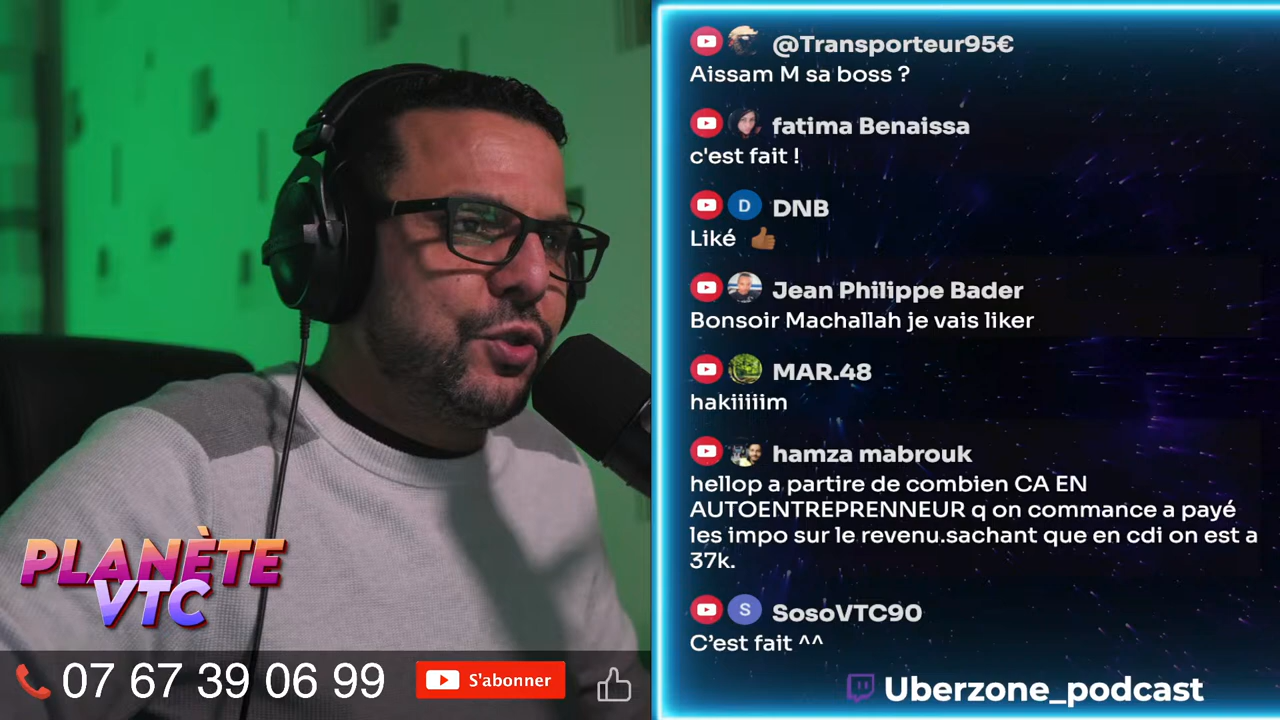 @Transporteur95€
Aissam M sa boss ?
fatima Benaissa
c'est fait !
D DNB
Liké
Jean Philippe Bader
Bonsoir Machallah je vais liker
MAR.48
hakiiiiim
hamza mabrouk
hellop a partire de combien CA EN
AUTOENTREPRENNEUR q on commance a payé
les impo sur le revenu.sachant que en cdi on est a
37k.
S SosoVTC90
C'est fait ^^
Uberzone_podcast
PLANÈTE
VTC
07 67 39 06 99
S'abonner